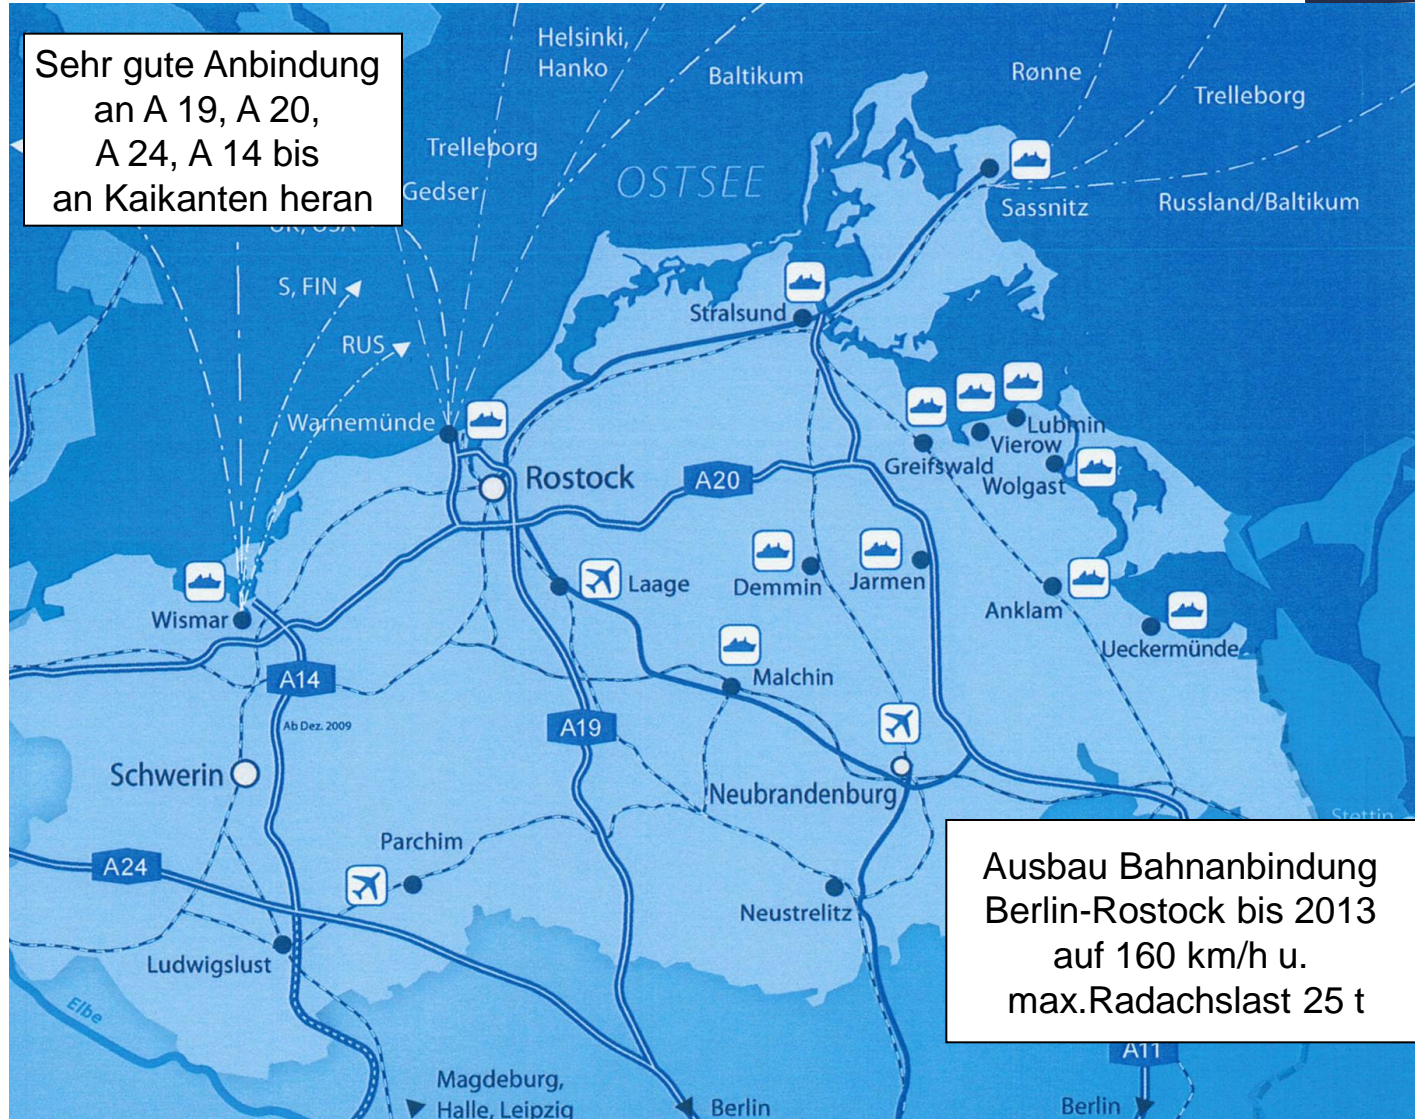 Sehr gute Anbindung
an A 19, A 20,
A 24, A 14 bis
an Kaikanten heran
Helsinki,
Hanko
Baltikum
Rønne
Trelleborg
Trelleborg
Gedser
OSTSEE
Sassnitz
Russland/Baltikum
UK, USA
S, FIN
RUS
Stralsund
Warnemünde
Lubmin
Vierow
Greifswald
Wolgast
Rostock
A20
Laage
Demmin
Jarmen
Anklam
Wismar
Ueckermünde
A14
Malchin
Ab Dez. 2009
A19
Schwerin
Neubrandenburg
Stettin
Parchim
A24
Neustrelitz
Ludwigslust
Elbe
Ausbau Bahnanbindung
Berlin-Rostock bis 2013
auf 160 km/h u.
max.Radachslast 25 t
A11
Magdeburg,
Halle, Leipzig
Berlin
Berlin